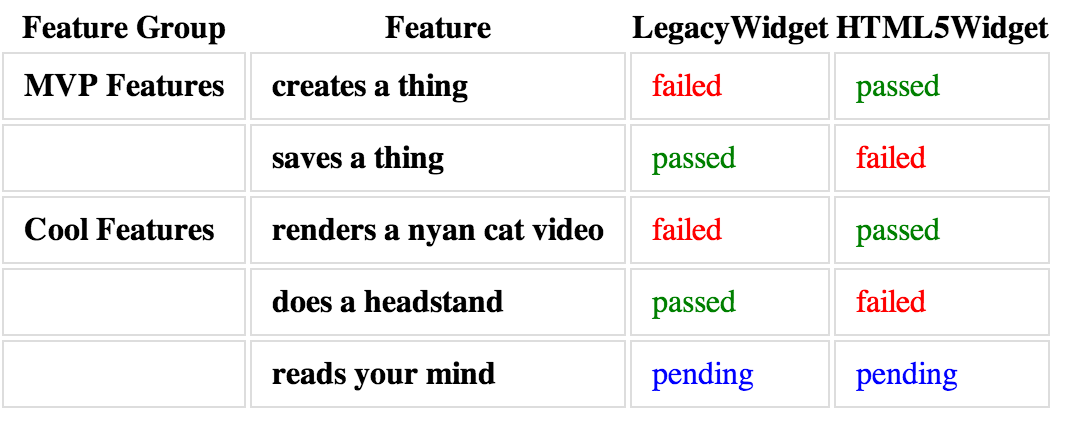 Feature Group Feature LegacyWidget HTML5Widget
MVP Features creates a thing failed passed
saves a thing passed failed
Cool Features renders a nyan cat video failed passed
does a headstand passed failed
reads your mind pending pending